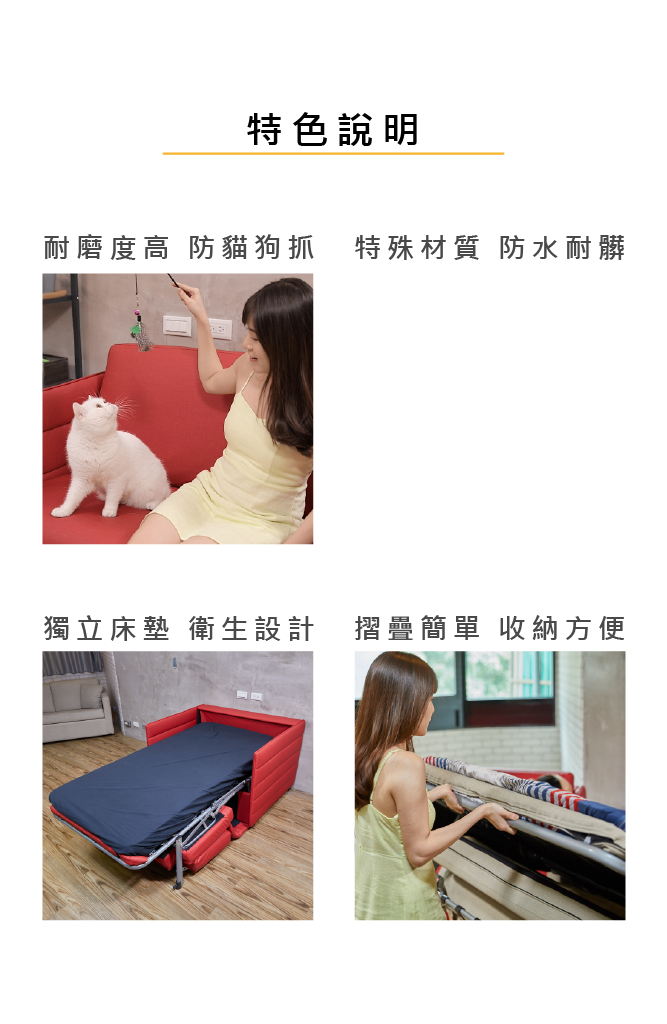 特色說明
耐磨度高 防貓狗抓
特殊材質 防水耐髒
獨立床墊 衛生設計
摺疊簡單 收納方便